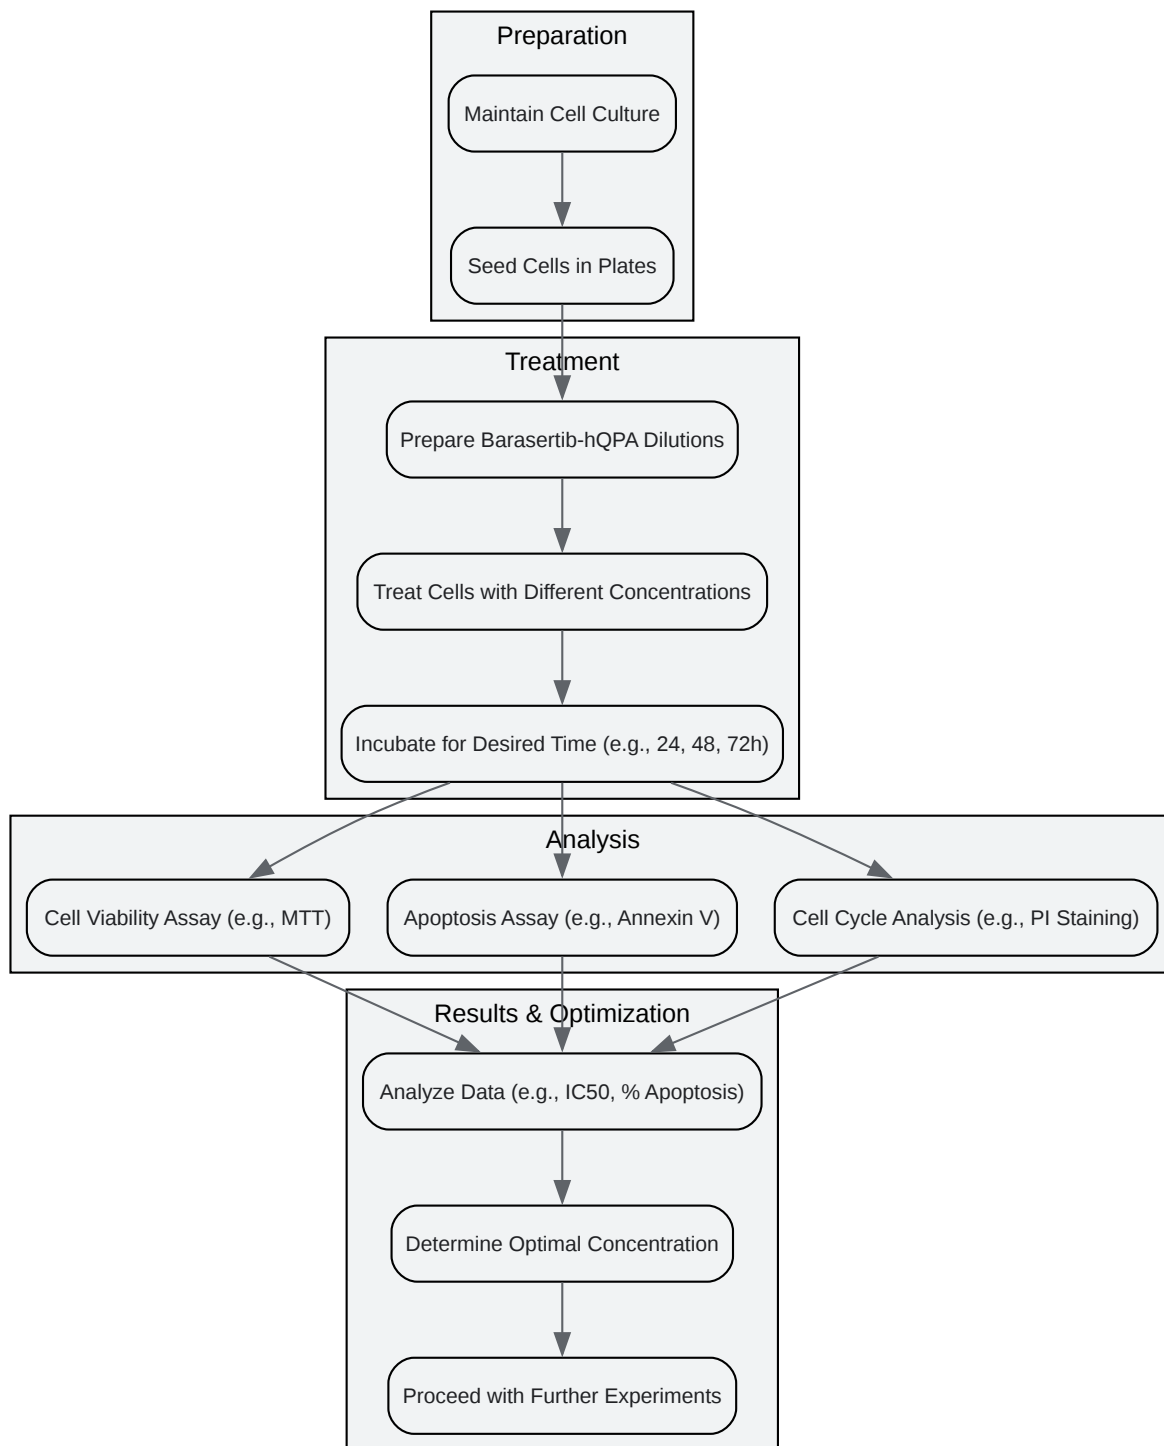 Preparation
Maintain Cell Culture
Seed Cells in Plates
Treatment
Prepare Barasertib-hQPA Dilutions
Treat Cells with Different Concentrations
Incubate for Desired Time (e.g., 24, 48, 72h)
Analysis
Cell Viability Assay (e.g., MTT)
Apoptosis Assay (e.g., Annexin V)
Cell Cycle Analysis (e.g., PI Staining)
Results & Optimization
Analyze Data (e.g., IC50, % Apoptosis)
Determine Optimal Concentration
Proceed with Further Experiments